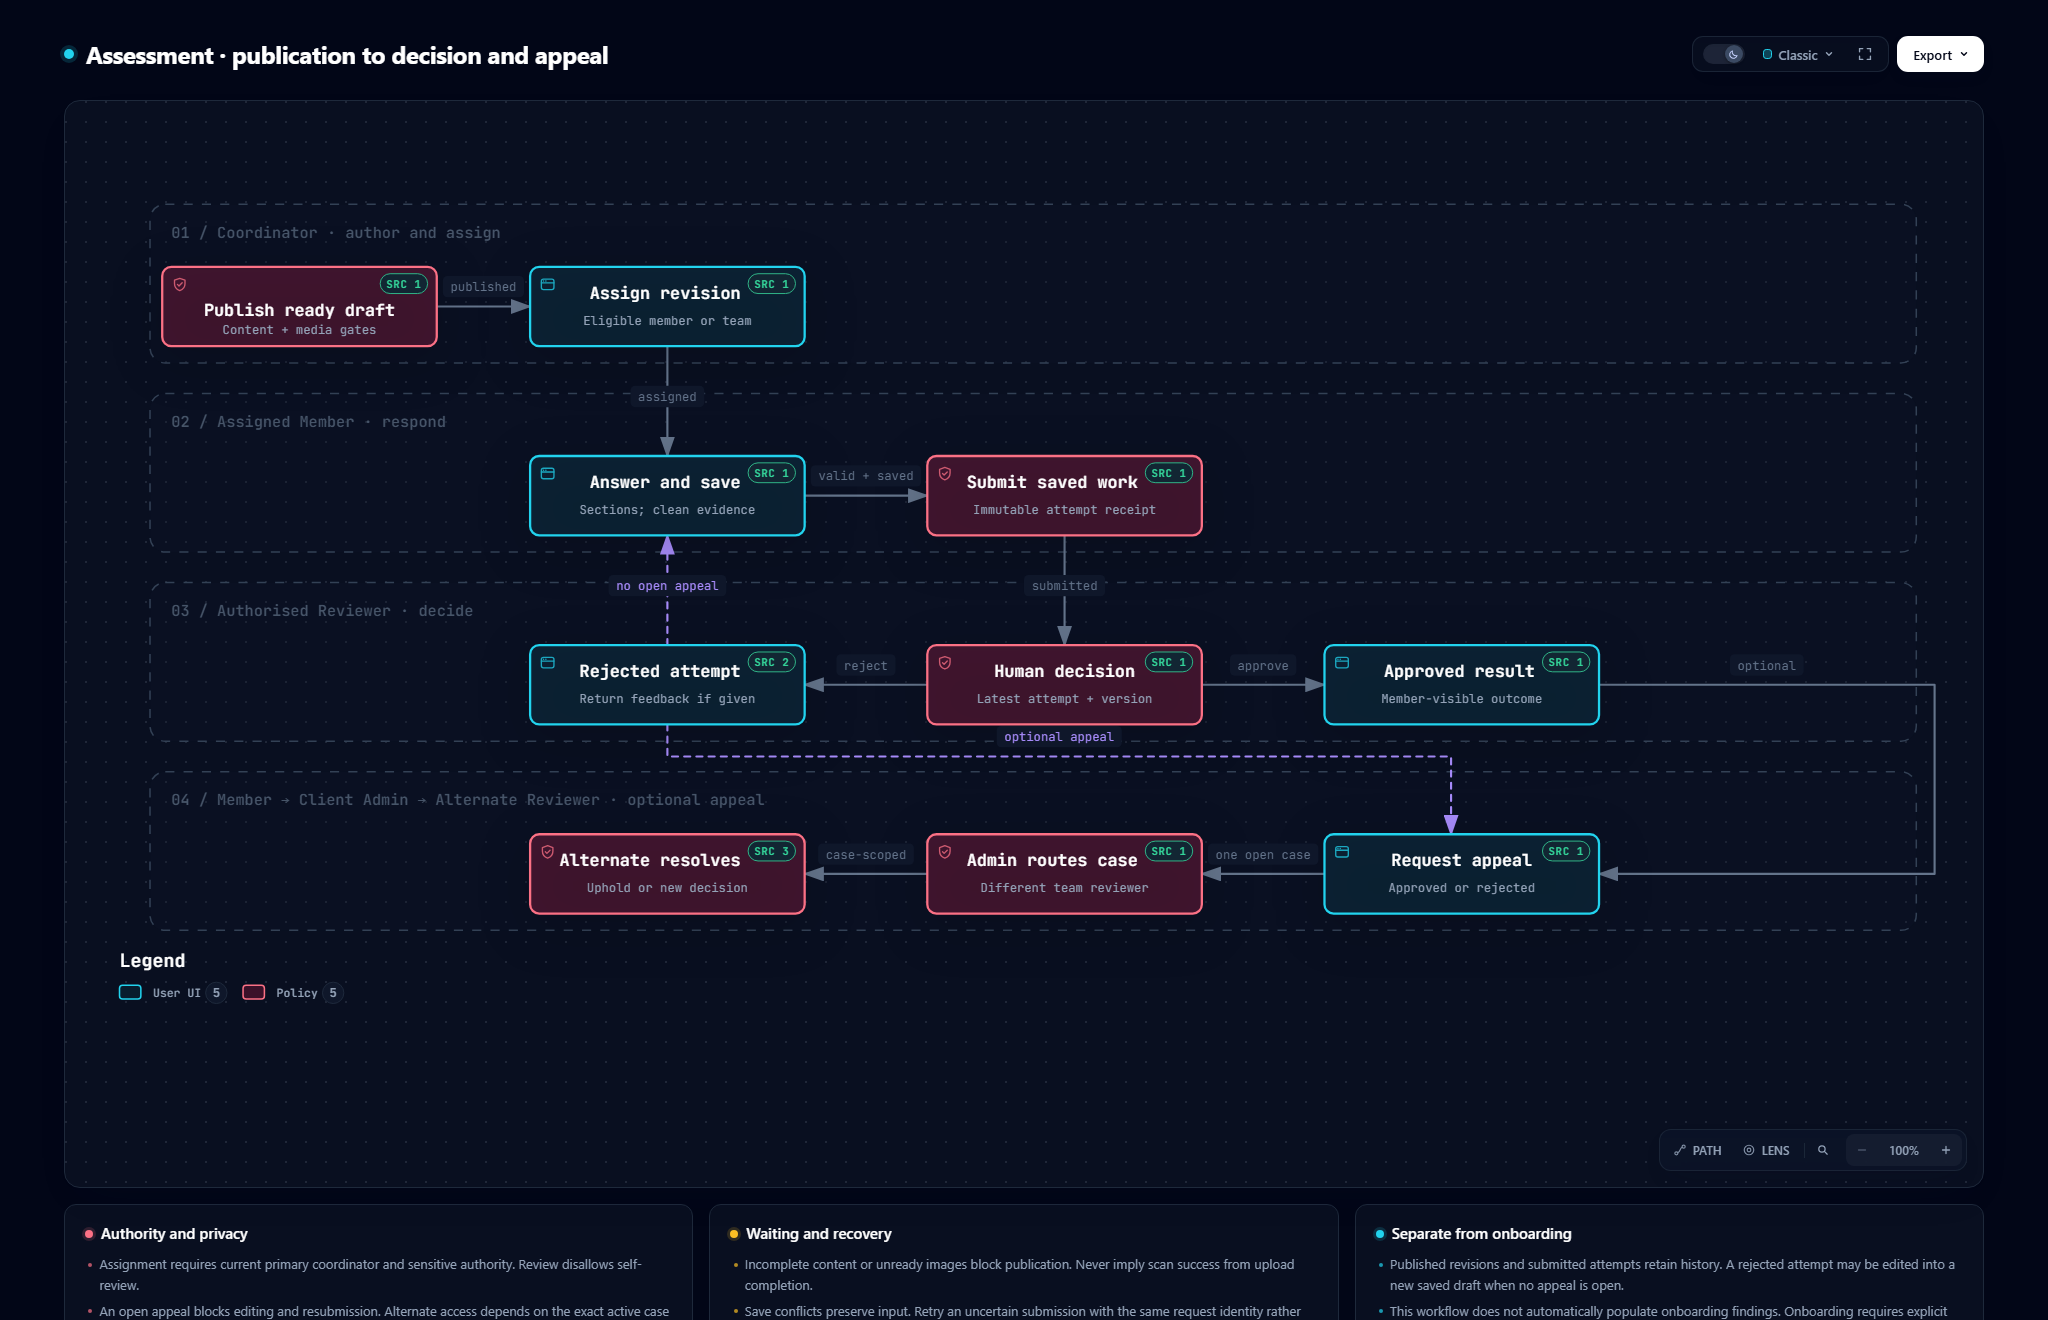 Assessment · publication to decision and appeal
Classic
Export
01 / Coordinator · author and assign
SRC 1
Publish ready draft
Content + media gates
published
SRC 1
Assign revision
Eligible member or team
assigned
02 / Assigned Member · respond
SRC 1
Answer and save
Sections; clean evidence
valid + saved
SRC 1
Submit saved work
Immutable attempt receipt
no open appeal
submitted
03 / Authorised Reviewer · decide
SRC 2
Rejected attempt
Return feedback if given
reject
SRC 1
Human decision
Latest attempt + version
approve
SRC 1
Approved result
Member-visible outcome
optional
optional appeal
04 / Member → Client Admin → Alternate Reviewer · optional appeal
SRC 3
Alternate resolves
Uphold or new decision
case-scoped
SRC 1
Admin routes case
Different team reviewer
one open case
SRC 1
Request appeal
Approved or rejected
Legend
User UI 5
Policy 5
PATH
LENS
100%
Authority and privacy
• Assignment requires current primary coordinator and sensitive authority. Review disallows self-
review.
• An open appeal blocks editing and resubmission. Alternate access depends on the exact active case
Waiting and recovery
• Incomplete content or unready images block publication. Never imply scan success from upload
completion.
• Save conflicts preserve input. Retry an uncertain submission with the same request identity rather
Separate from onboarding
• Published revisions and submitted attempts retain history. A rejected attempt may be edited into a
new saved draft when no appeal is open.
• This workflow does not automatically populate onboarding findings. Onboarding requires explicit